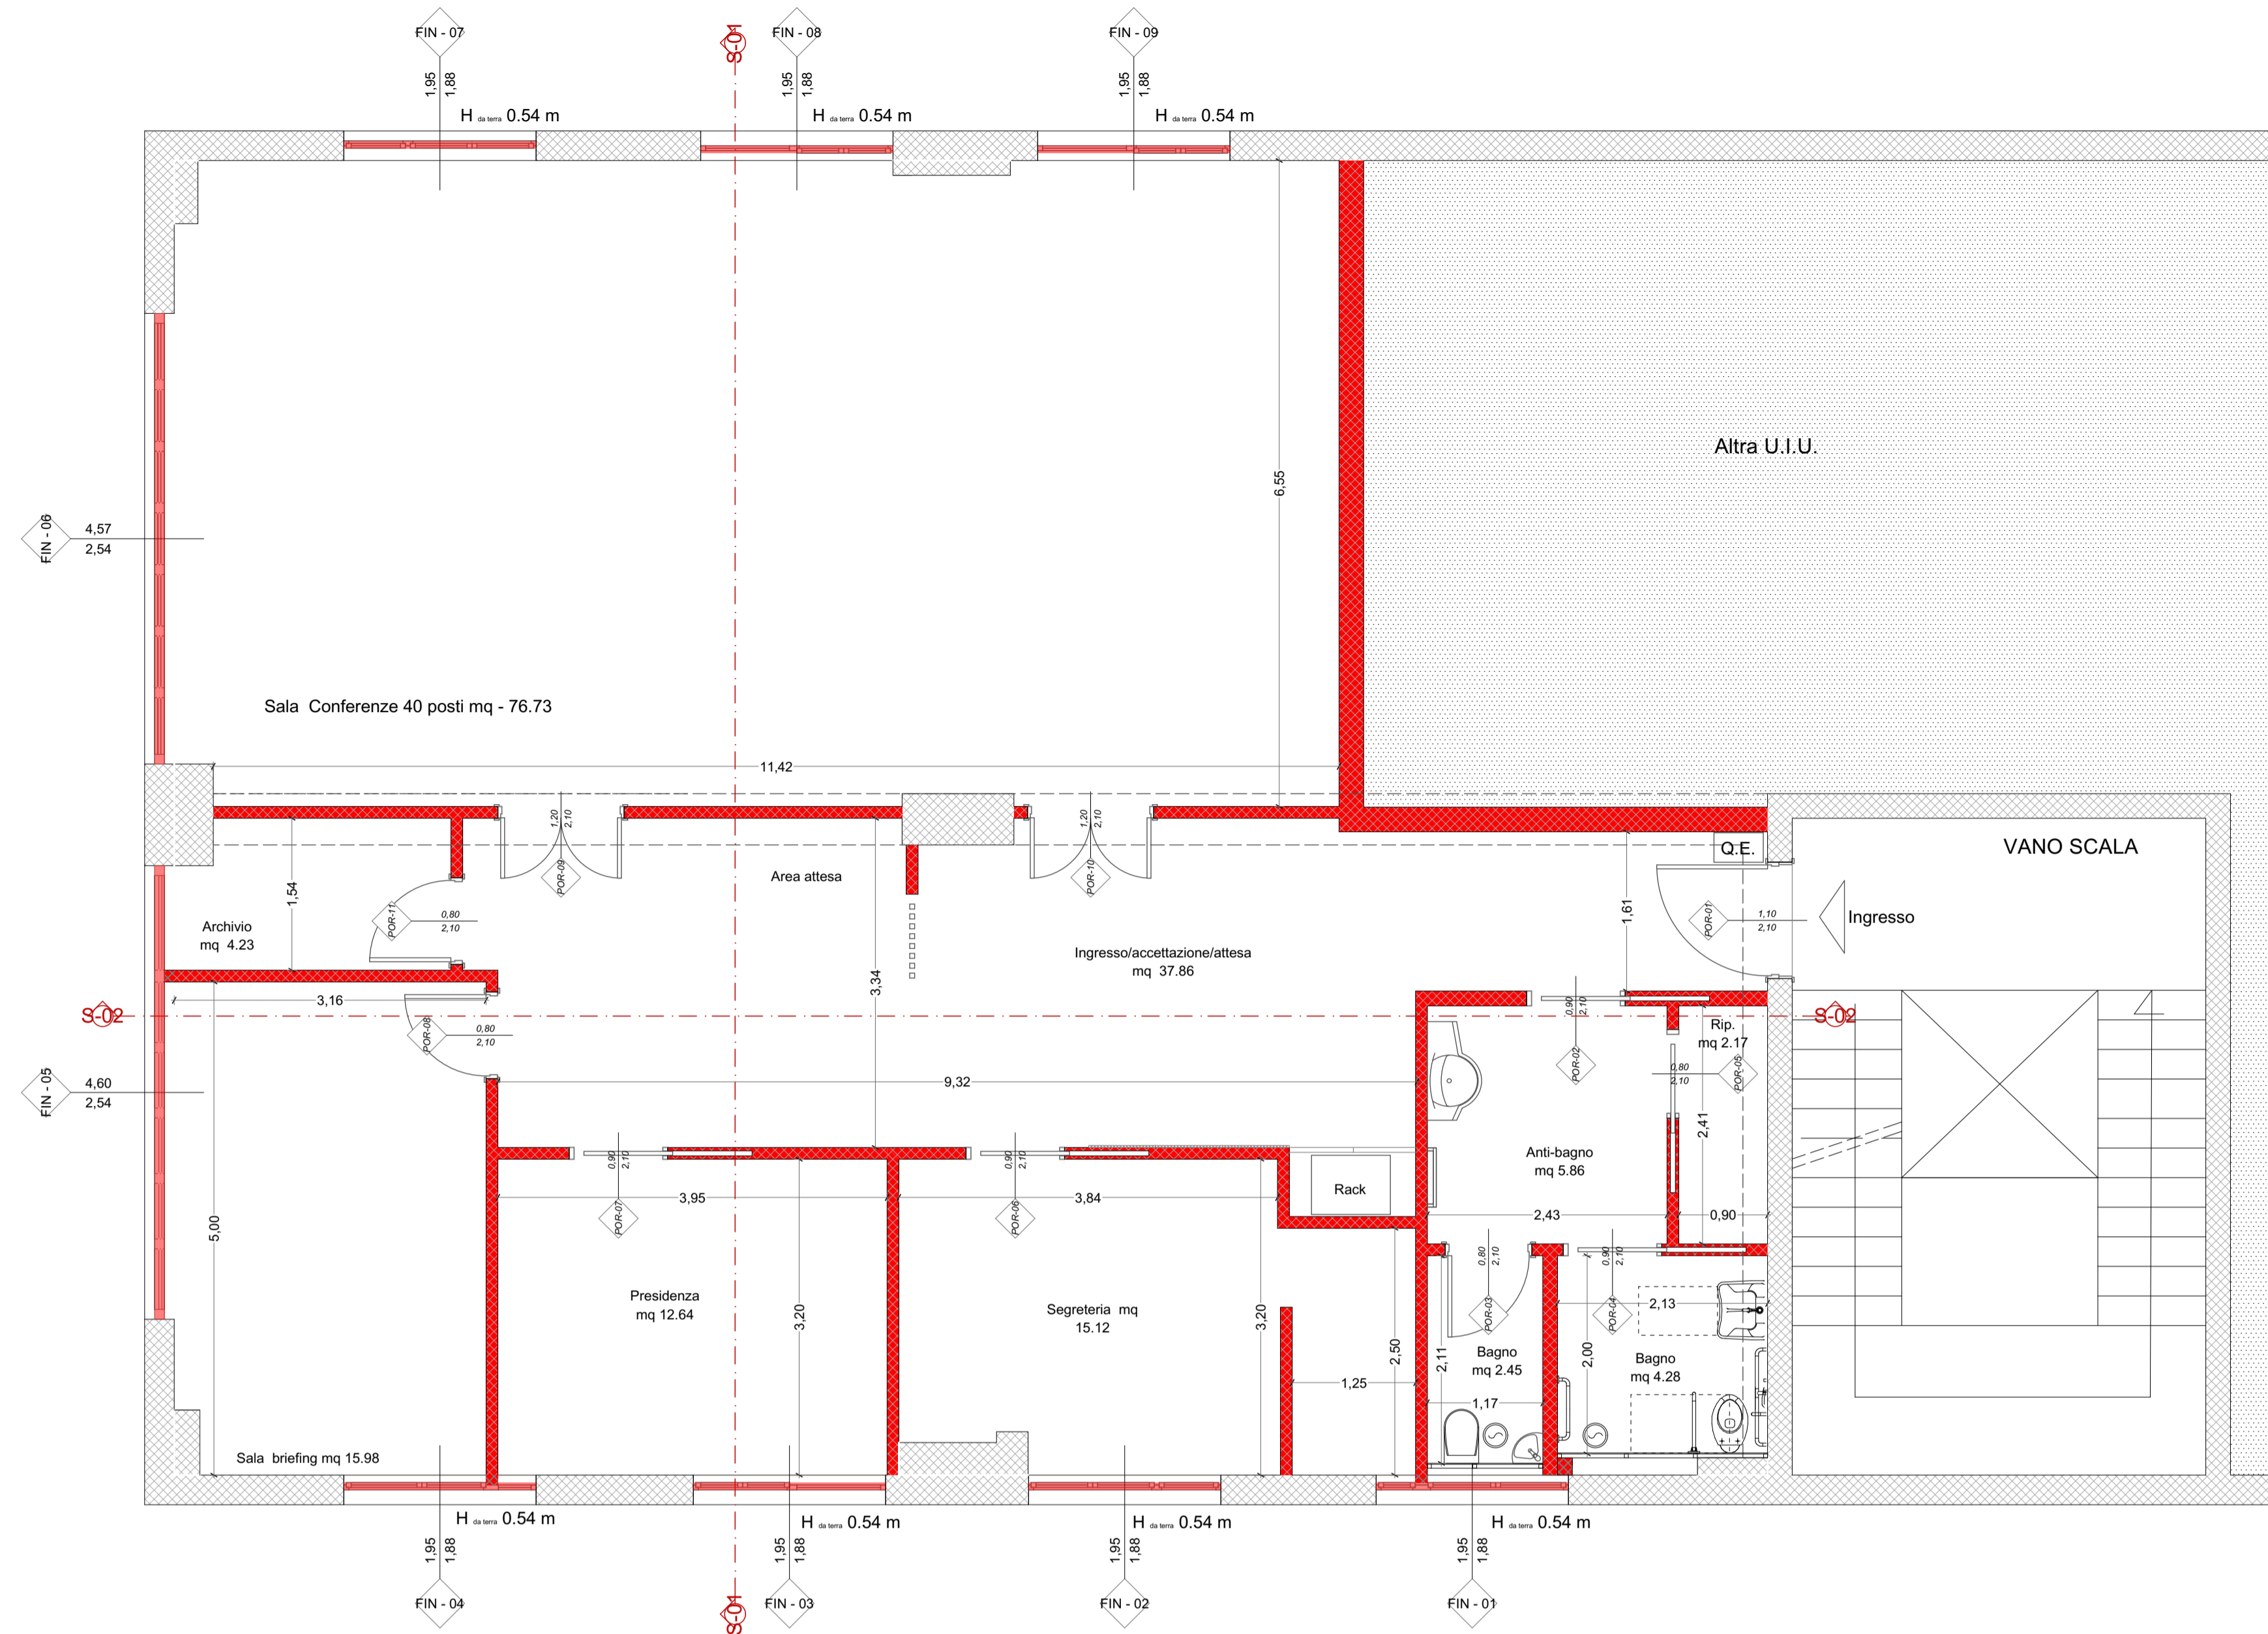 FIN - 07
FIN - 08
FIN - 09
S-01
1,95
1,88
1,95
1,88
1,95
1,88
H da terra 0.54 m
H da terra 0.54 m
H da terra 0.54 m
Altra U.I.U.
6,55
FIN - 06
4,57
2,54
Sala Conferenze 40 posti mq - 76.73
11,42
1,20
2,10
POR-09
1,20
2,10
POR-10
Q.E.
VANO SCALA
Area attesa
1,54
Archivio
mq 4.23
POR-11
0,80
2,10
1,61
POR-01
1,10
2,10
Ingresso
Ingresso/accettazione/attesa
mq 37.86
3,34
3,16
S-02
S-02
POR-08
0,80
2,10
0,90
2,10
POR-02
Rip.
mq 2.17
0,80
2,10
POR-05
FIN - 05
4,60
2,54
9,32
2,41
Anti-bagno
mq 5.86
0,90
2,10
POR-07
0,90
2,10
POR-06
3,95
3,84
Rack
2,43
0,90
5,00
0,80
2,10
POR-03
0,90
2,10
POR-04
Presidenza
mq 12.64
3,20
Segreteria mq
15.12
3,20
2,50
1,25
2,11
Bagno
mq 2.45
1,17
2,13
2,00
Bagno
mq 4.28
Sala briefing mq 15.98
H da terra 0.54 m
H da terra 0.54 m
H da terra 0.54 m
H da terra 0.54 m
1,95
1,88
1,95
1,88
1,95
1,88
1,95
1,88
FIN - 04
S-01
FIN - 03
FIN - 02
FIN - 01